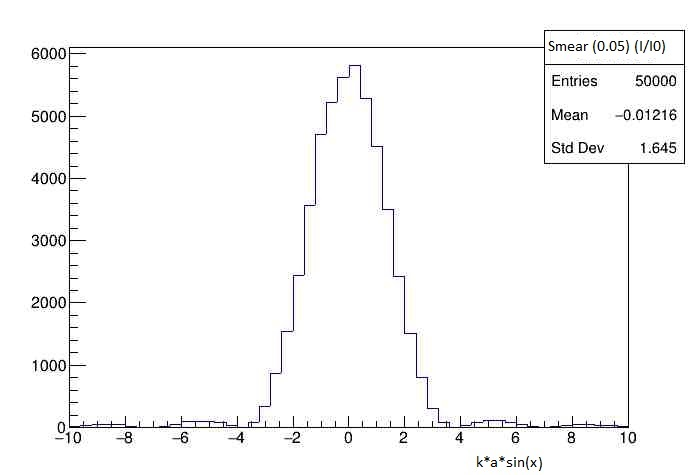 Smear (0.05) (I/I0)
Entries 50000
Mean −0.01216
Std Dev 1.645
6000
5000
4000
3000
2000
1000
0
−10 −8 −6 −4 −2 0 2 4 6 8 10
k*a*sin(x)